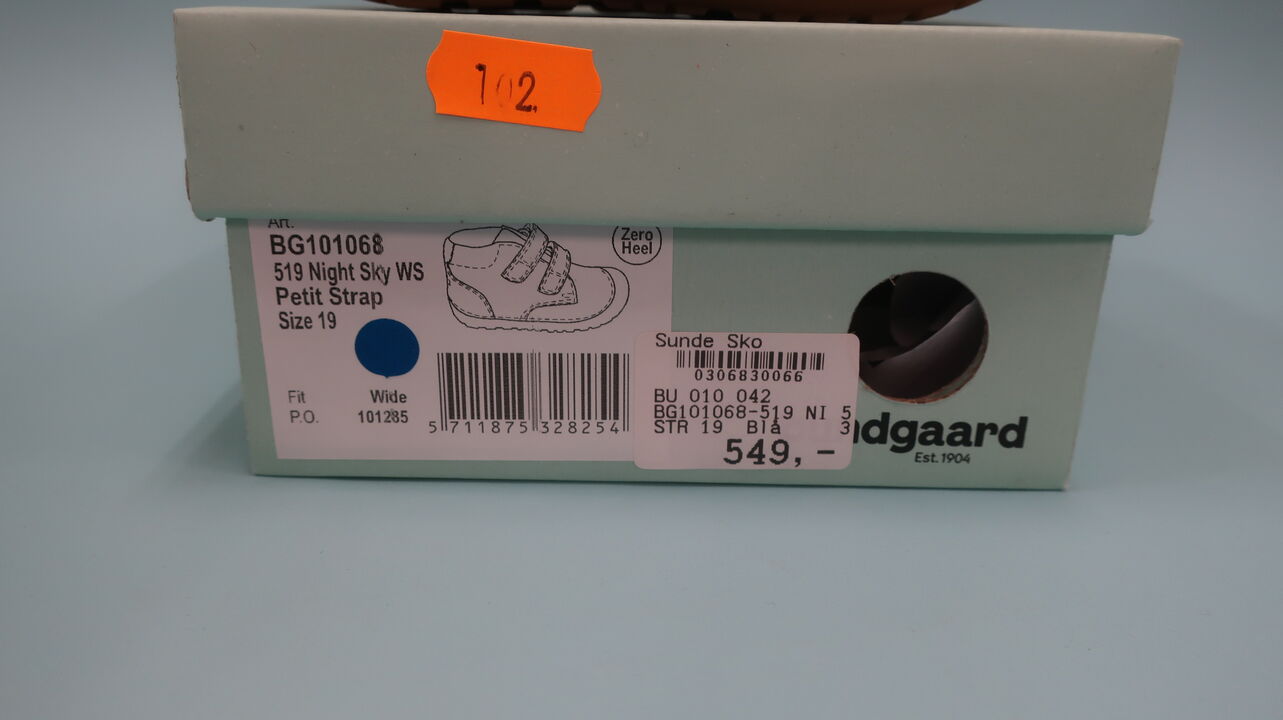 102
Art.
BG101068
519 Night Sky WS
Petit Strap
Size 19
Zero
Heel
Fit Wide
P.O. 101285
5 711875 328254
Sunde Sko
0306830066
BU 010 042
BG101068-519 NI 5
STR 19 Blå 3
549,-
ndgaard
Est. 1904